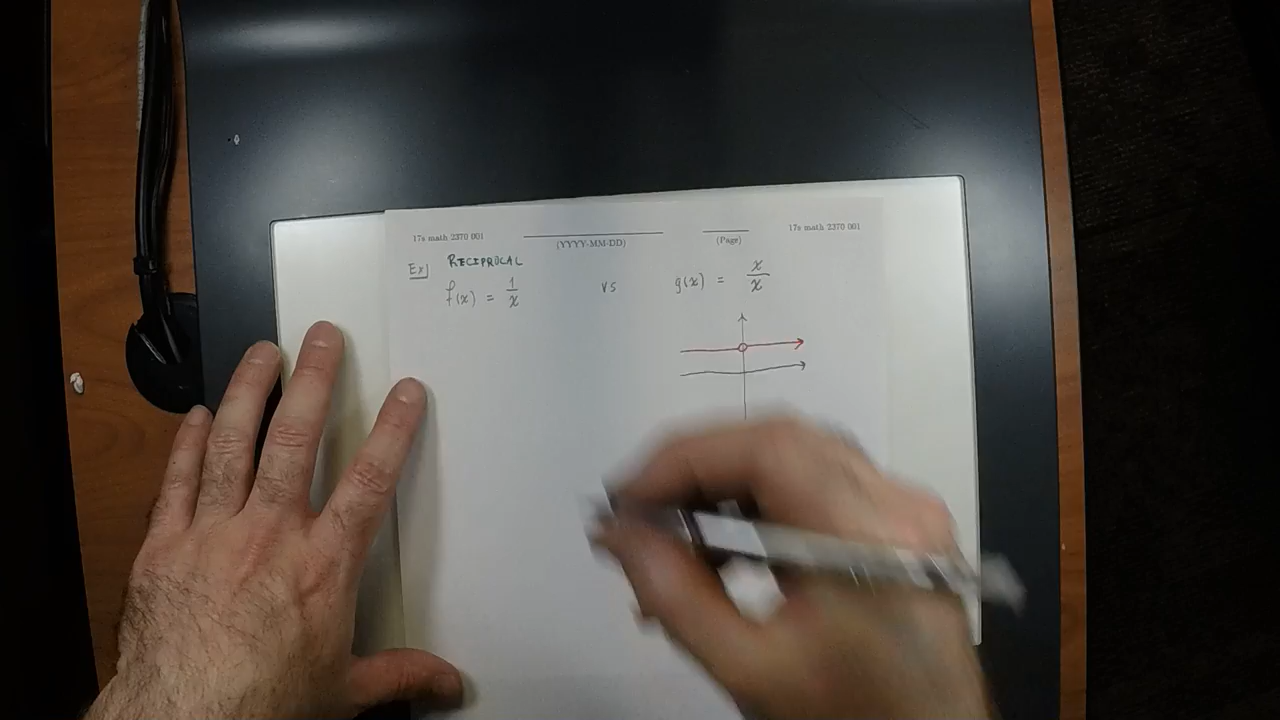 17s math 2370 001 (YYYY-MM-DD) (Page) 17s math 2370 001
Ex] RECIPROCAL
f(x) = 1/x vs g(x) = x/x